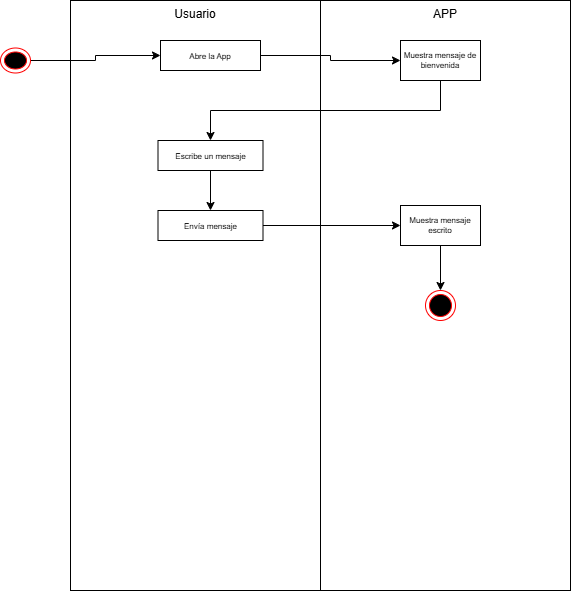 Usuario
APP
Abre la App
Muestra mensaje de
bienvenida
Escribe un mensaje
Envía mensaje
Muestra mensaje
escrito